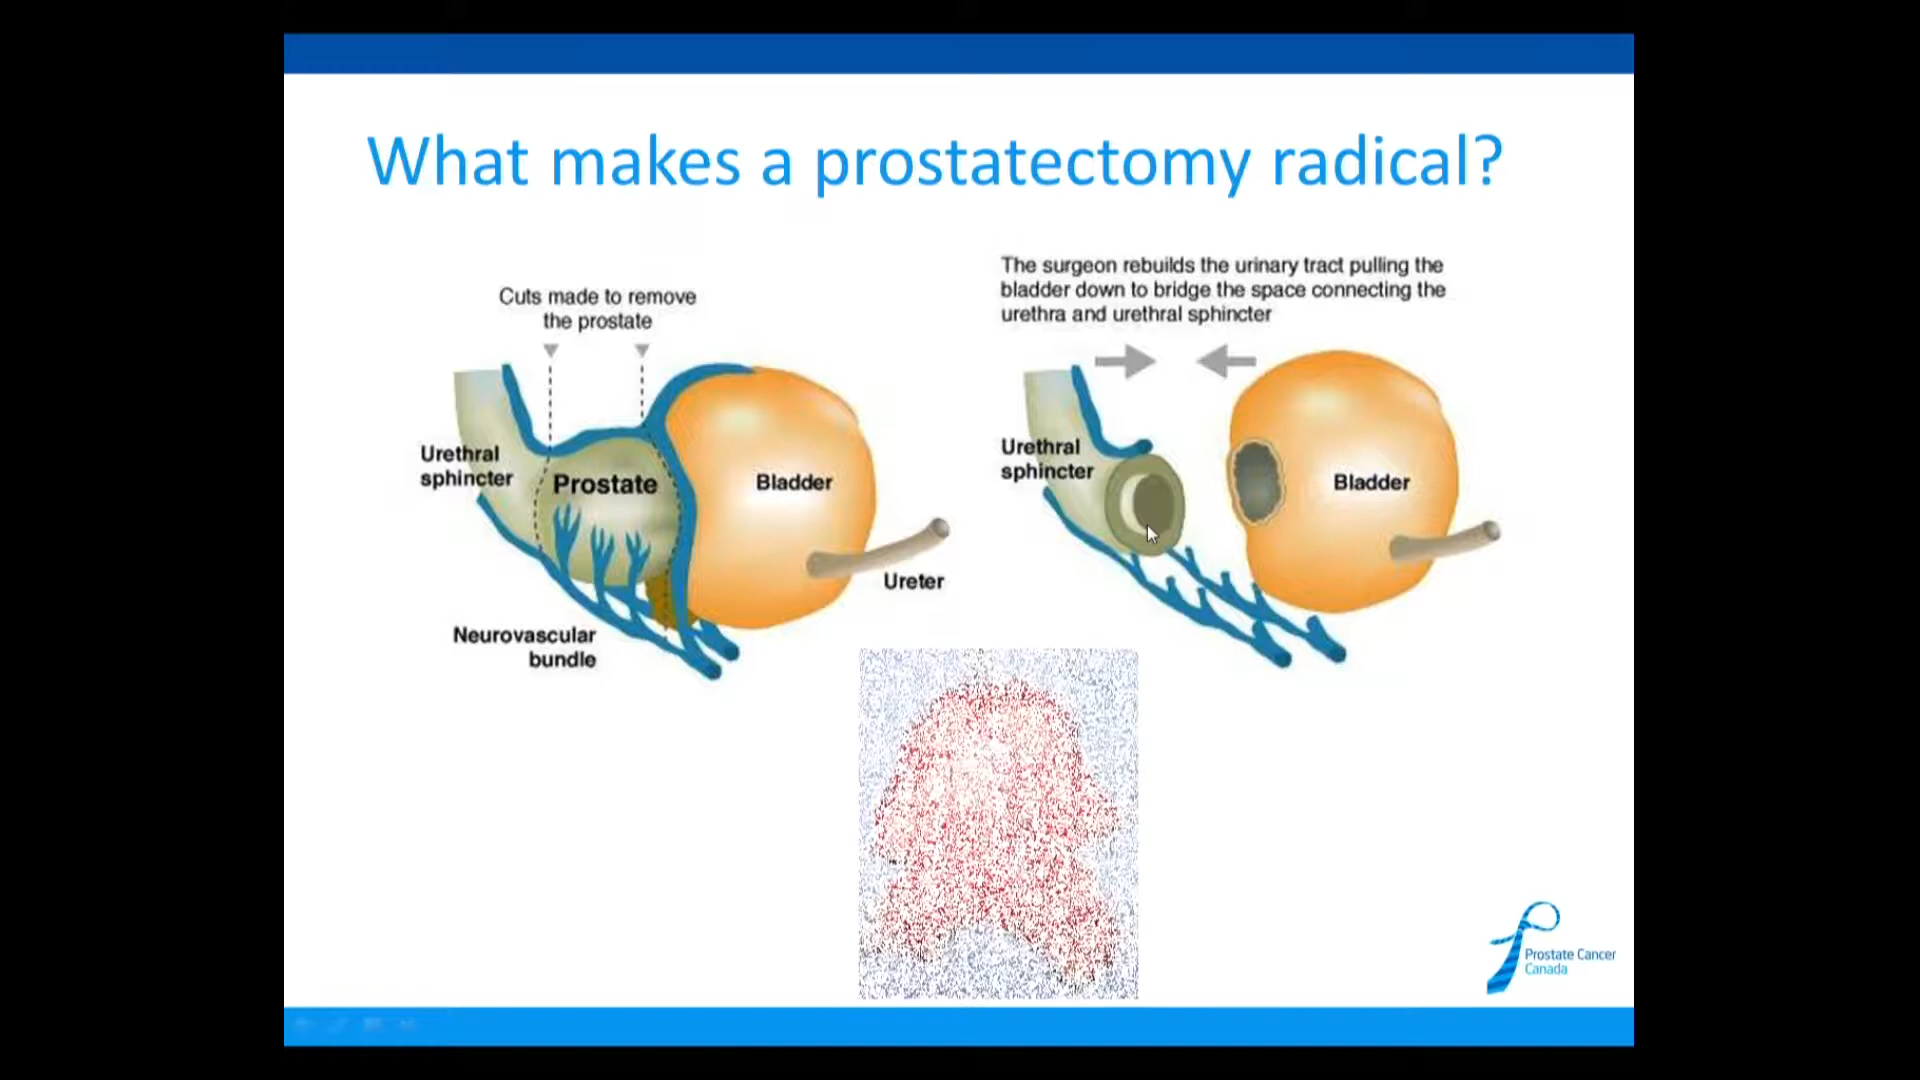 What makes a prostatectomy radical?
Cuts made to remove
the prostate
Urethral
sphincter
Prostate
Bladder
Ureter
Neurovascular
bundle
The surgeon rebuilds the urinary tract pulling the
bladder down to bridge the space connecting the
urethra and urethral sphincter
Urethral
sphincter
Bladder
Prostate Cancer
Canada